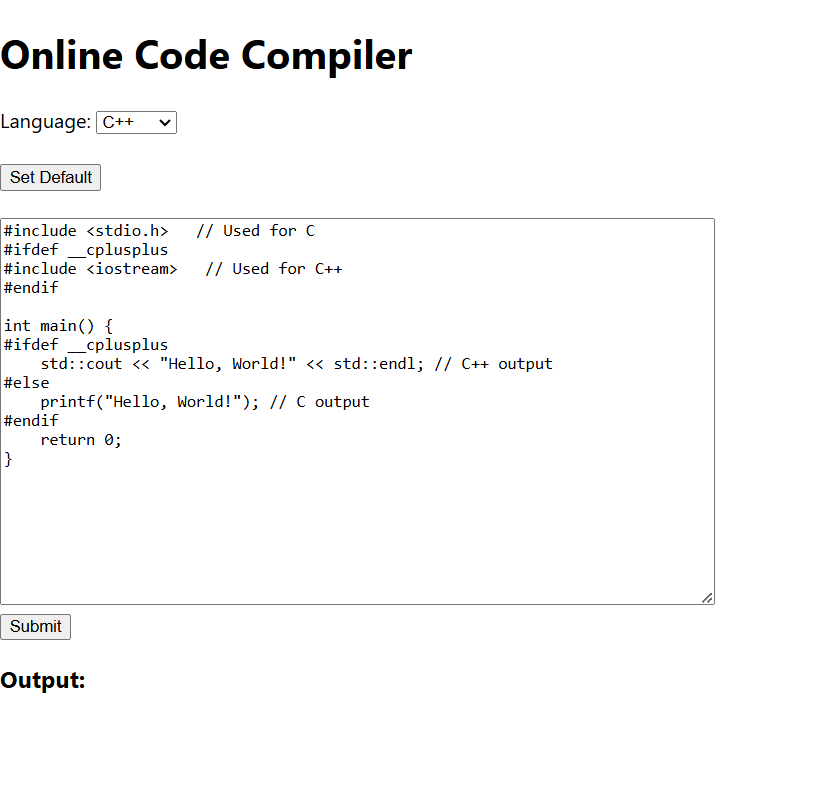 Online Code Compiler
Language: C++
Set Default
#include <stdio.h>   // Used for C
#ifdef __cplusplus
#include <iostream>   // Used for C++
#endif

int main() {
#ifdef __cplusplus
    std::cout << "Hello, World!" << std::endl; // C++ output
#else
    printf("Hello, World!"); // C output
#endif
    return 0;
}
Submit
Output: